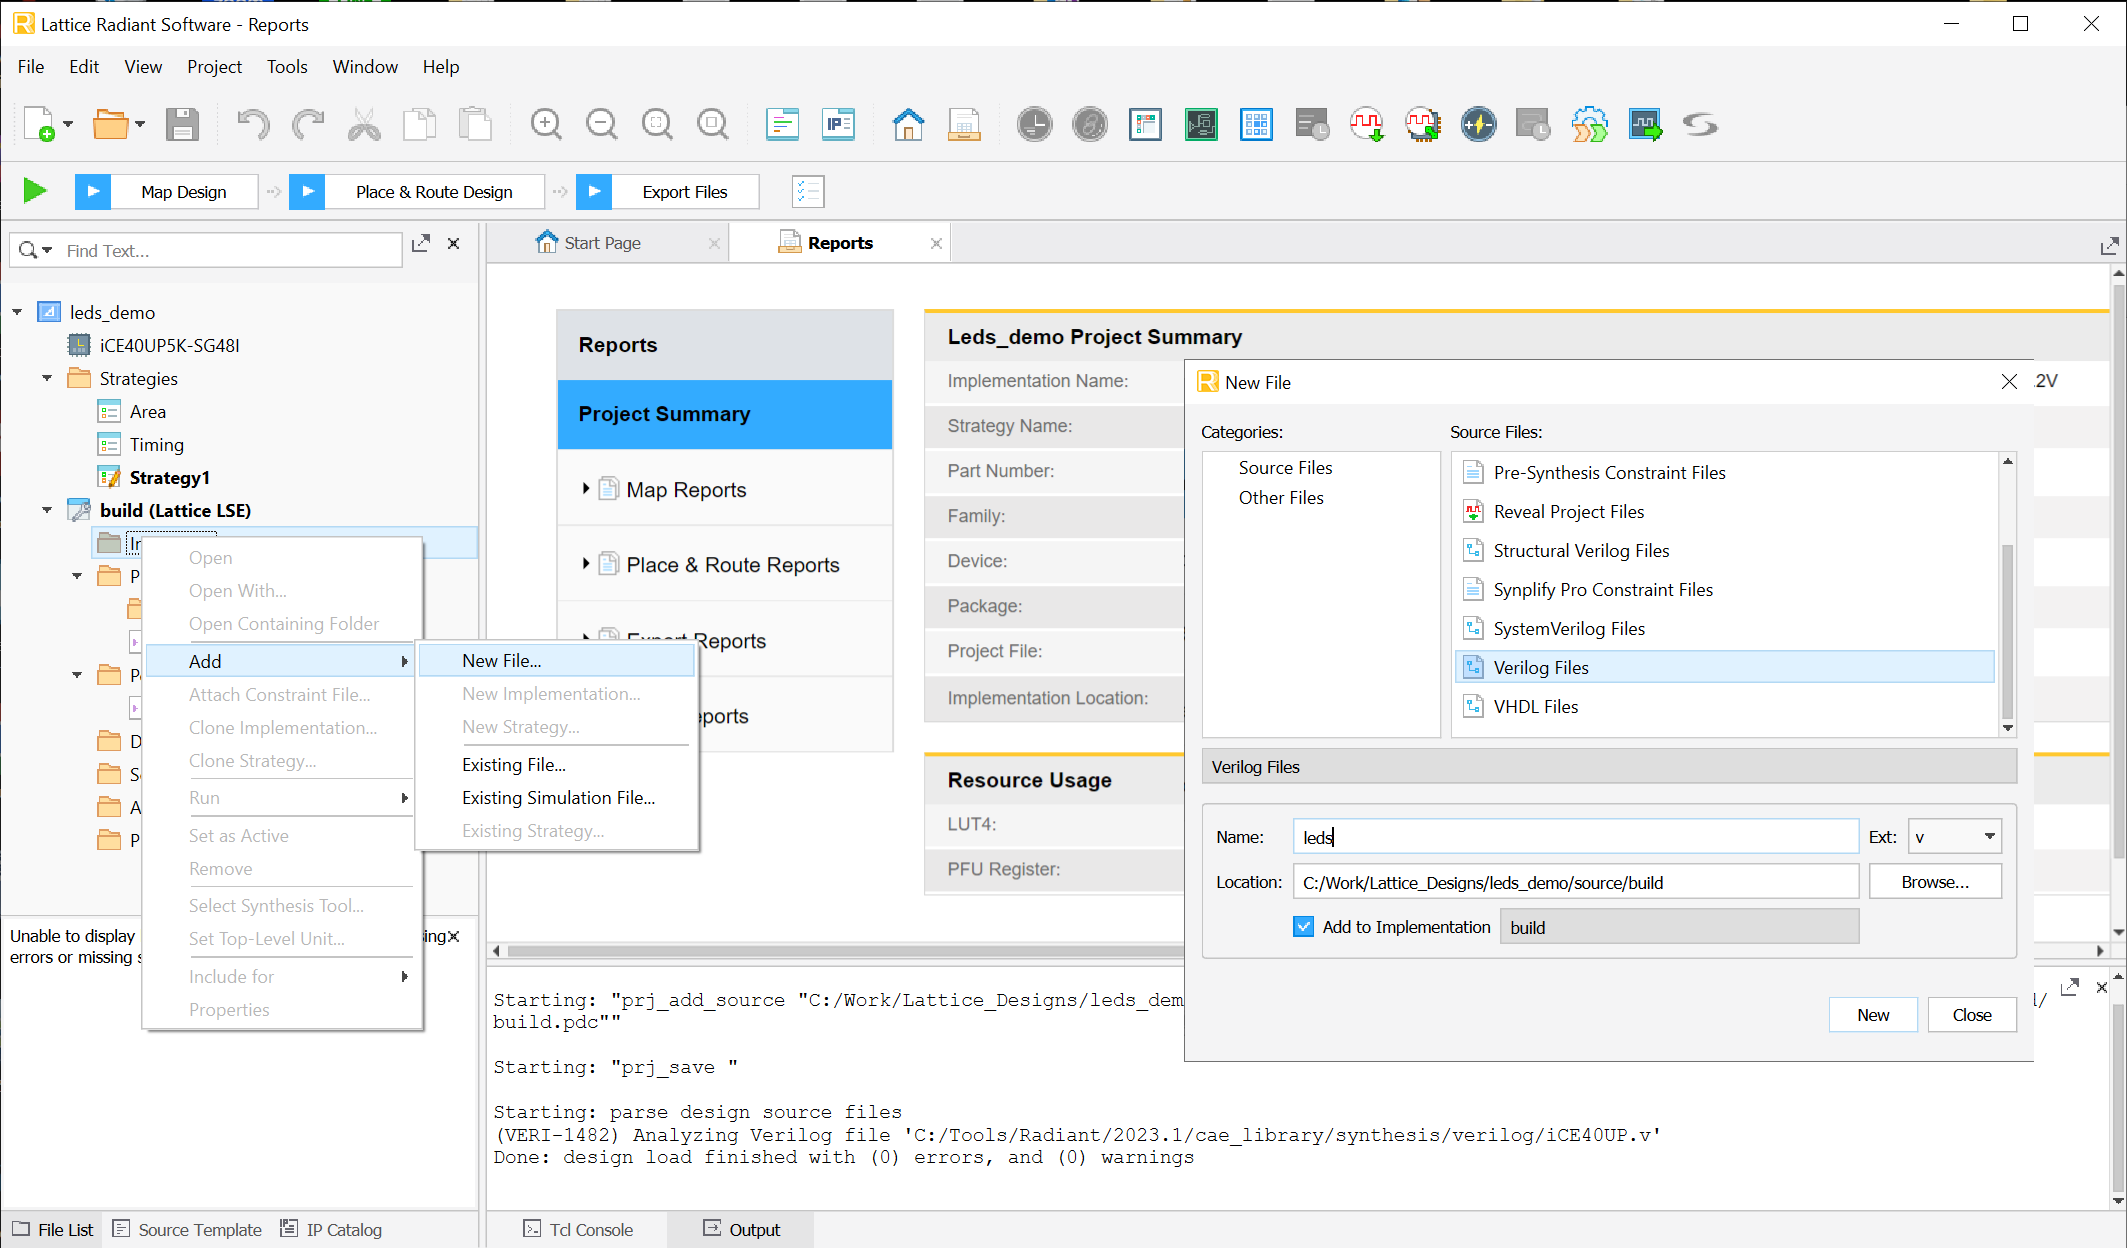 Lattice Radiant Software - Reports
File Edit View Project Tools Window Help
IP
Map Design
Place & Route Design
Export Files
Find Text...
leds_demo
iCE40UP5K-SG48I
Strategies
Area
Timing
Strategy1
build (Lattice LSE)
Open
Open With...
Open Containing Folder
Add
Attach Constraint File...
Clone Implementation...
Clone Strategy...
Run
Set as Active
Remove
Select Synthesis Tool...
Set Top-Level Unit...
Include for
Properties
New File...
New Implementation...
New Strategy...
Existing File...
Existing Simulation File...
Existing Strategy...
Unable to display
errors or missing
File List
Source Template
IP Catalog
Start Page
Reports
Reports
Project Summary
Map Reports
Place & Route Reports
Export Reports
Leds_demo Project Summary
Implementation Name:
Strategy Name:
Part Number:
Family:
Device:
Package:
Project File:
Implementation Location:
Resource Usage
LUT4:
PFU Register:
2V
New File
Categories:
Source Files
Other Files
Source Files:
Pre-Synthesis Constraint Files
Reveal Project Files
Structural Verilog Files
Synplify Pro Constraint Files
SystemVerilog Files
Verilog Files
VHDL Files
Verilog Files
Name: leds Ext: v
Location: C:/Work/Lattice_Designs/leds_demo/source/build Browse...
Add to Implementation build
New Close
Starting: "prj_add_source "C:/Work/Lattice_Designs/leds_dem
build.pdc""
Starting: "prj_save "
Starting: parse design source files
(VERI-1482) Analyzing Verilog file 'C:/Tools/Radiant/2023.1/cae_library/synthesis/verilog/iCE40UP.v'
Done: design load finished with (0) errors, and (0) warnings
Tcl Console
Output